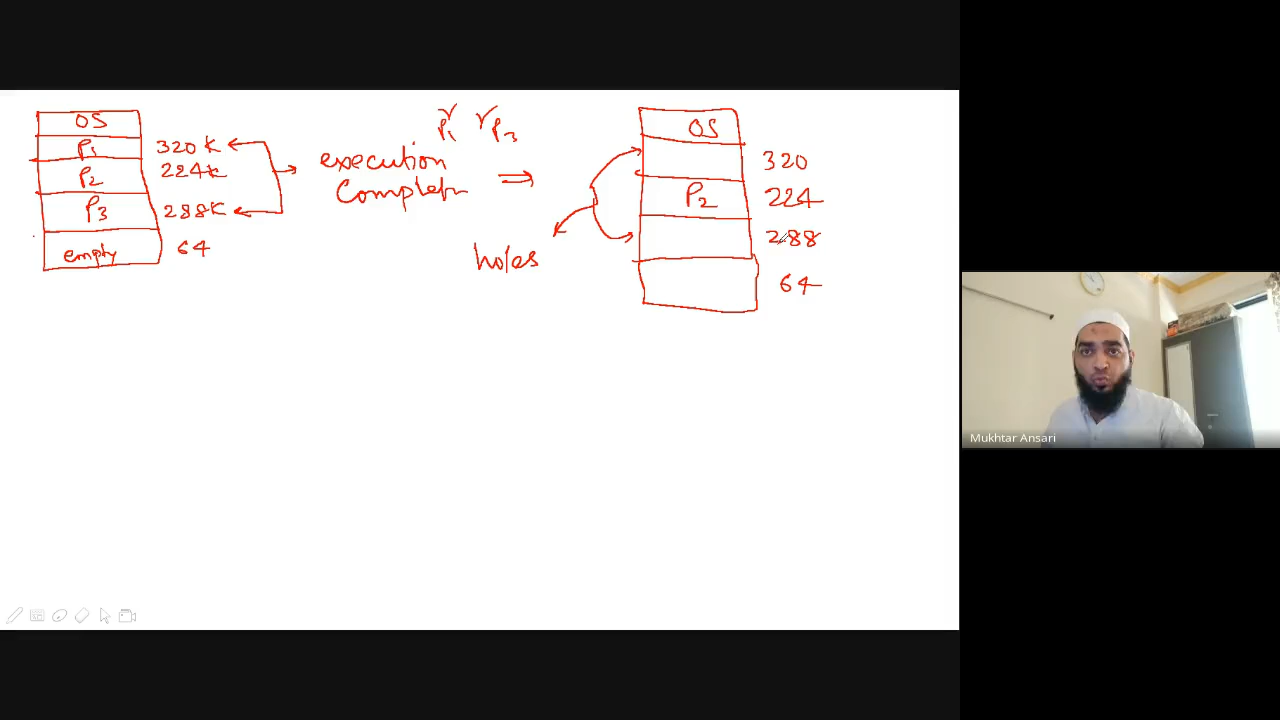 OS
P1 320K
P2 224K
P3 288K
empty 64
P1 P3
execution
Complete
⇒
holes
OS
320
P2 224
288
64
Mukhtar Ansari